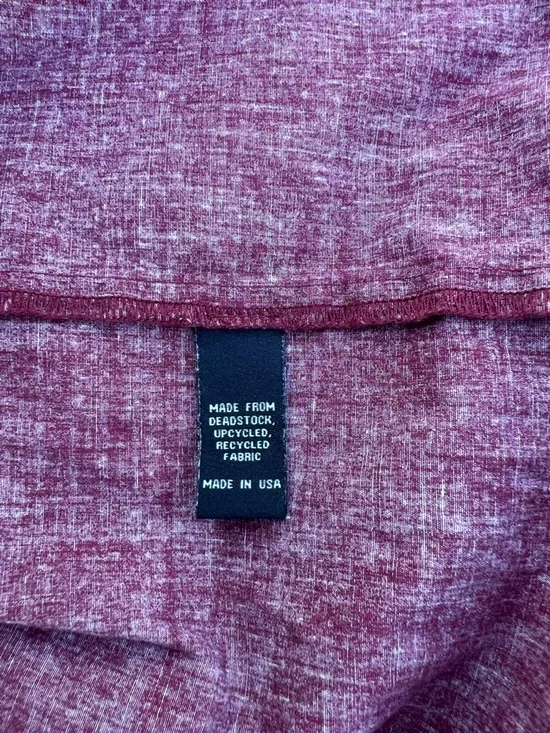 MADE FROM
DEADSTOCK,
UPCYCLED,
RECYCLED
FABRIC
MADE IN USA